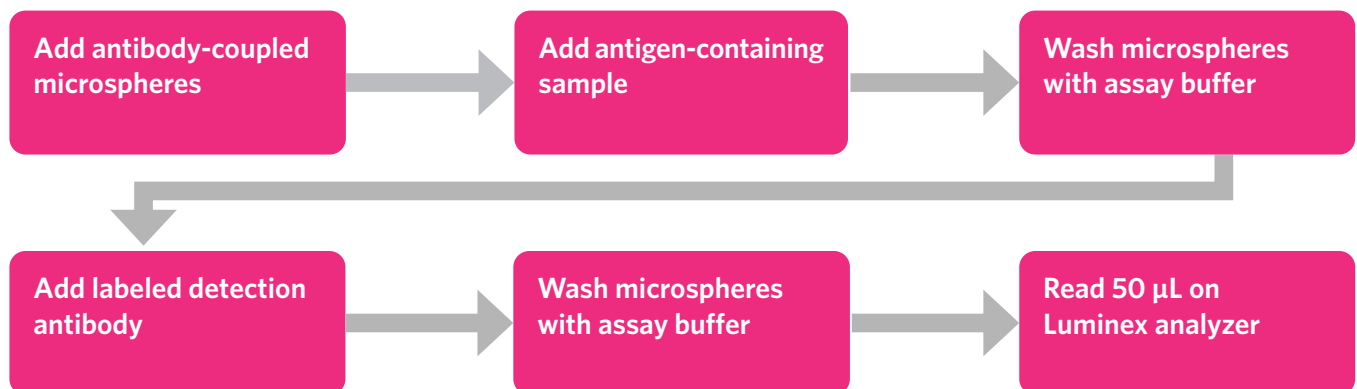 Add antibody-coupled
microspheres
Add antigen-containing
sample
Wash microspheres
with assay buffer
Add labeled detection
antibody
Wash microspheres
with assay buffer
Read 50 µL on
Luminex analyzer